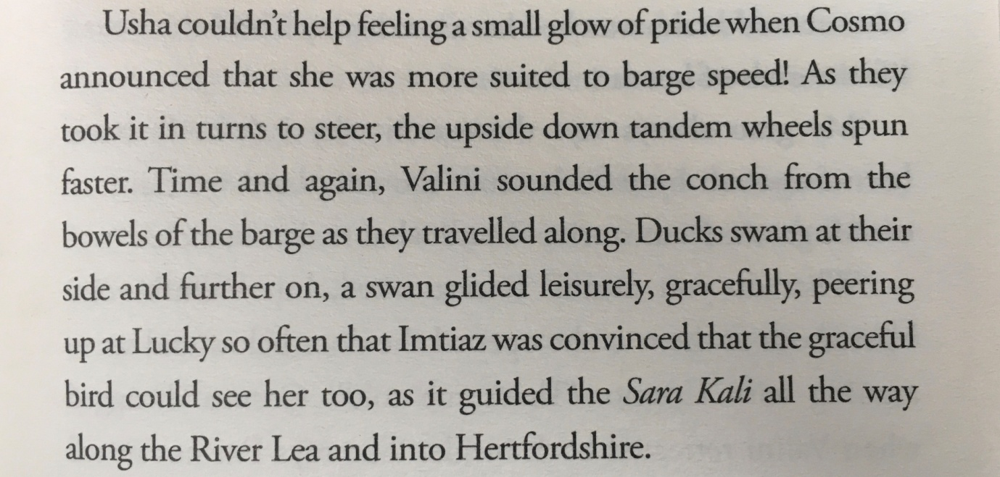 Usha couldn't help feeling a small glow of pride when Cosmo
announced that she was more suited to barge speed! As they
took it in turns to steer, the upside down tandem wheels spun
faster. Time and again, Valini sounded the conch from the
bowels of the barge as they travelled along. Ducks swam at their
side and further on, a swan glided leisurely, gracefully, peering
up at Lucky so often that Imtiaz was convinced that the graceful
bird could see her too, as it guided the Sara Kali all the way
along the River Lea and into Hertfordshire.